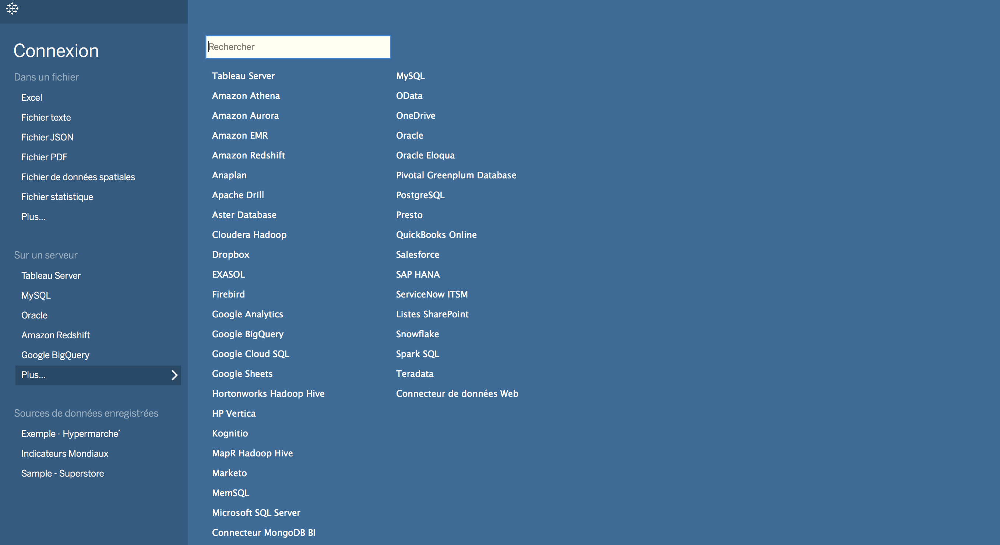 Connexion
Dans un fichier
Excel
Fichier texte
Fichier JSON
Fichier PDF
Fichier de données spatiales
Fichier statistique
Plus...
Sur un serveur
Tableau Server
MySQL
Oracle
Amazon Redshift
Google BigQuery
Plus...
Sources de données enregistrées
Exemple - Hypermarche´
Indicateurs Mondiaux
Sample - Superstore
Rechercher
Tableau Server
Amazon Athena
Amazon Aurora
Amazon EMR
Amazon Redshift
Anaplan
Apache Drill
Aster Database
Cloudera Hadoop
Dropbox
EXASOL
Firebird
Google Analytics
Google BigQuery
Google Cloud SQL
Google Sheets
Hortonworks Hadoop Hive
HP Vertica
Kognitio
MapR Hadoop Hive
Marketo
MemSQL
Microsoft SQL Server
Connecteur MongoDB BI
MySQL
OData
OneDrive
Oracle
Oracle Eloqua
Pivotal Greenplum Database
PostgreSQL
Presto
QuickBooks Online
Salesforce
SAP HANA
ServiceNow ITSM
Listes SharePoint
Snowflake
Spark SQL
Teradata
Connecteur de données Web